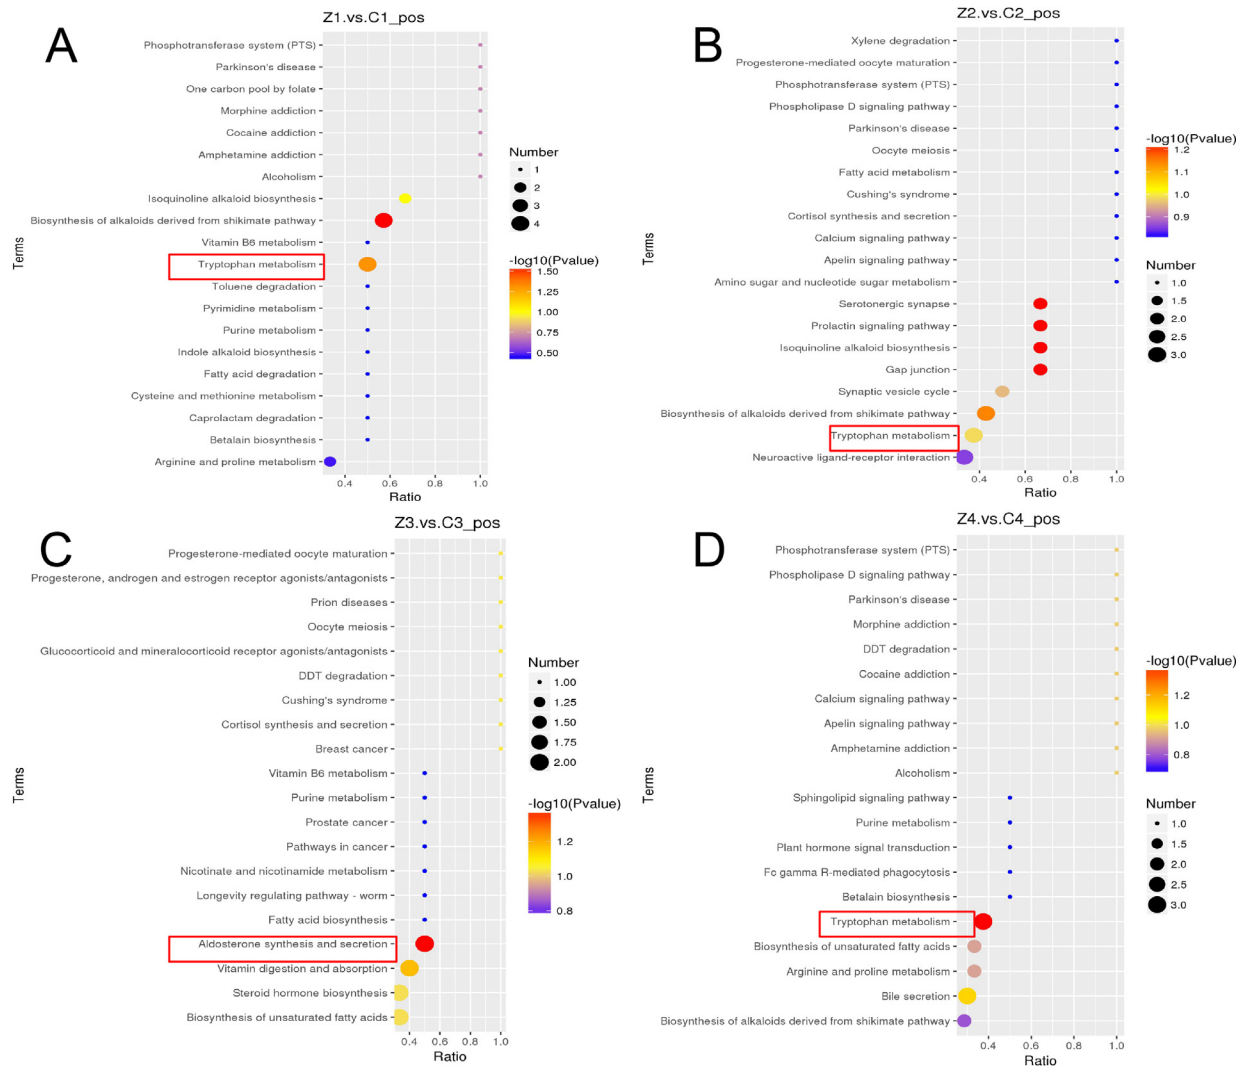 A
Z1.vs.C1_pos
Phosphotransferase system (PTS)
Parkinson's disease
One carbon pool by folate
Morphine addiction
Cocaine addiction
Amphetamine addiction
Alcoholism
Isoquinoline alkaloid biosynthesis
Biosynthesis of alkaloids derived from shikimate pathway
Vitamin B6 metabolism
Tryptophan metabolism
Toluene degradation
Pyrimidine metabolism
Purine metabolism
Indole alkaloid biosynthesis
Fatty acid degradation
Cysteine and methionine metabolism
Caprolactam degradation
Betalain biosynthesis
Arginine and proline metabolism
Terms
0.4 0.6 0.8 1.0
Ratio
Number
1
2
3
4
-log10(Pvalue)
1.50
1.00
0.75
0.50
B
Z2.vs.C2_pos
Xylene degradation
Progesterone-mediated oocyte maturation
Phosphotransferase system (PTS)
Phospholipase D signaling pathway
Parkinson's disease
Oocyte meiosis
Fatty acid metabolism
Cushing's syndrome
Cortisol synthesis and secretion
Calcium signaling pathway
Apelin signaling pathway
Amino sugar and nucleotide sugar metabolism
Serotonergic synapse
Prolactin signaling pathway
Isoquinoline alkaloid biosynthesis
Gap junction
Synaptic vesicle cycle
Biosynthesis of alkaloids derived from shikimate pathway
Tryptophan metabolism
Neuroactive ligand-receptor interaction
Terms
0.4 0.6 0.8 1.0
Ratio
-log10(Pvalue)
1.2
1.1
1.0
0.9
Number
1.0
1.5
2.0
2.5
3.0
C
Z3.vs.C3_pos
Progesterone-mediated oocyte maturation
Progesterone, androgen and estrogen receptor agonists/antagonists
Prion diseases
Oocyte meiosis
Glucocorticoid and mineralocorticoid receptor agonists/antagonists
DDT degradation
Cushing's syndrome
Cortisol synthesis and secretion
Breast cancer
Vitamin B6 metabolism
Purine metabolism
Prostate cancer
Pathways in cancer
Nicotinate and nicotinamide metabolism
Longevity regulating pathway - worm
Fatty acid biosynthesis
Aldosterone synthesis and secretion
Vitamin digestion and absorption
Steroid hormone biosynthesis
Biosynthesis of unsaturated fatty acids
Terms
0.4 0.6 0.8 1.0
Ratio
Number
1.00
1.25
1.50
1.75
2.00
-log10(Pvalue)
1.2
1.0
0.8
D
Z4.vs.C4_pos
Phosphotransferase system (PTS)
Phospholipase D signaling pathway
Parkinson's disease
Morphine addiction
DDT degradation
Cocaine addiction
Calcium signaling pathway
Apelin signaling pathway
Amphetamine addiction
Alcoholism
Sphingolipid signaling pathway
Purine metabolism
Plant hormone signal transduction
Fc gamma R-mediated phagocytosis
Betalain biosynthesis
Tryptophan metabolism
Biosynthesis of unsaturated fatty acids
Arginine and proline metabolism
Bile secretion
Biosynthesis of alkaloids derived from shikimate pathway
Terms
0.4 0.6 0.8 1.0
Ratio
-log10(Pvalue)
1.2
1.0
0.8
Number
1.0
1.5
2.0
2.5
3.0